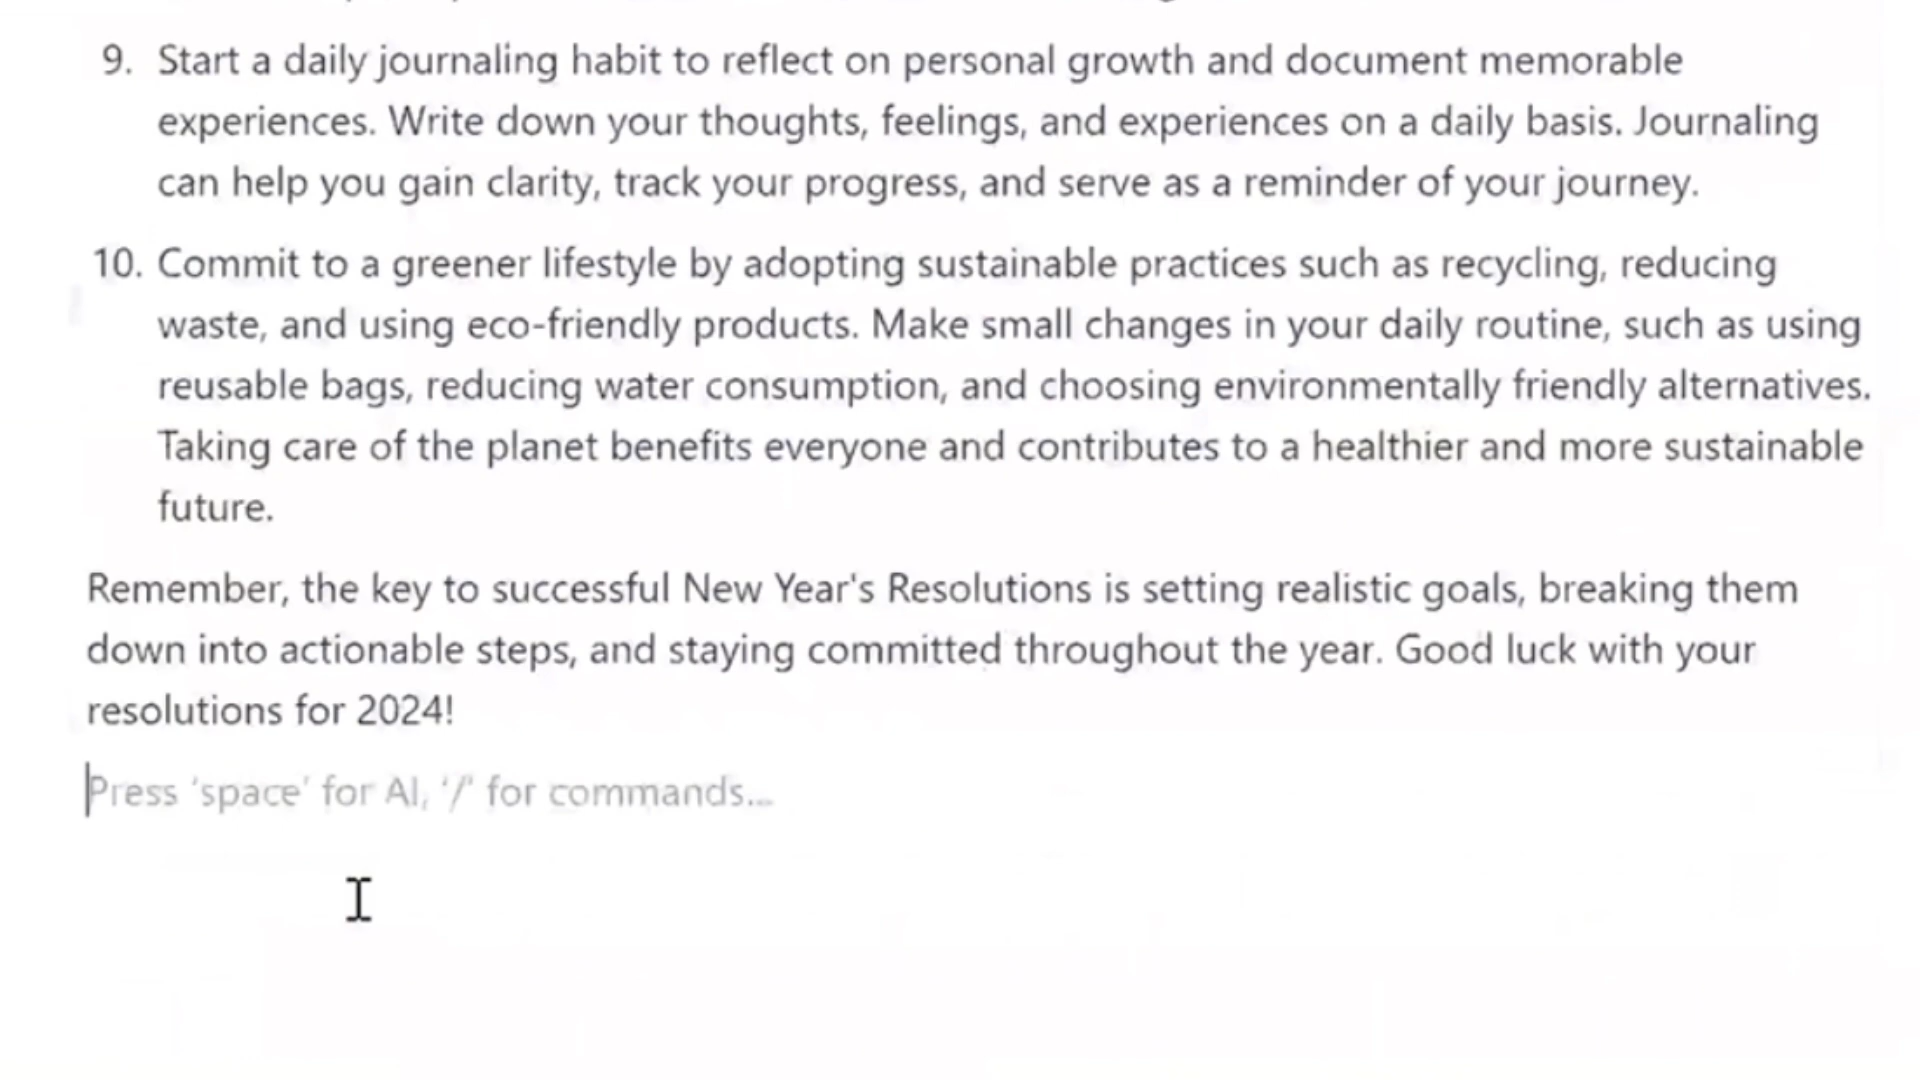 9. Start a daily journaling habit to reflect on personal growth and document memorable
experiences. Write down your thoughts, feelings, and experiences on a daily basis. Journaling
can help you gain clarity, track your progress, and serve as a reminder of your journey.
10. Commit to a greener lifestyle by adopting sustainable practices such as recycling, reducing
waste, and using eco-friendly products. Make small changes in your daily routine, such as using
reusable bags, reducing water consumption, and choosing environmentally friendly alternatives.
Taking care of the planet benefits everyone and contributes to a healthier and more sustainable
future.
Remember, the key to successful New Year's Resolutions is setting realistic goals, breaking them
down into actionable steps, and staying committed throughout the year. Good luck with your
resolutions for 2024!
Press 'space' for AI, '/' for commands...